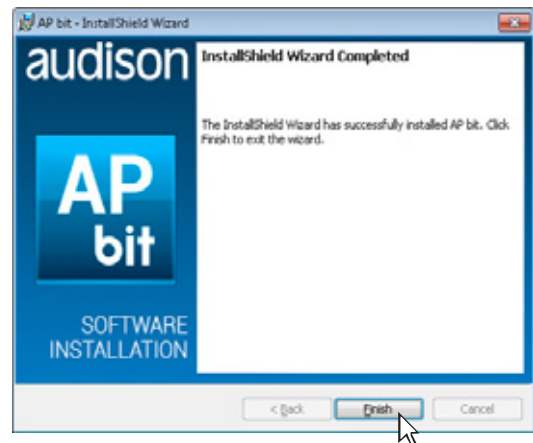 AP bit - InstallShield Wizard
audison
InstallShield Wizard Completed
The InstallShield Wizard has successfully installed AP bit. Click
Finish to exit the wizard.
AP
bit
SOFTWARE
INSTALLATION
< Back
Finish
Cancel